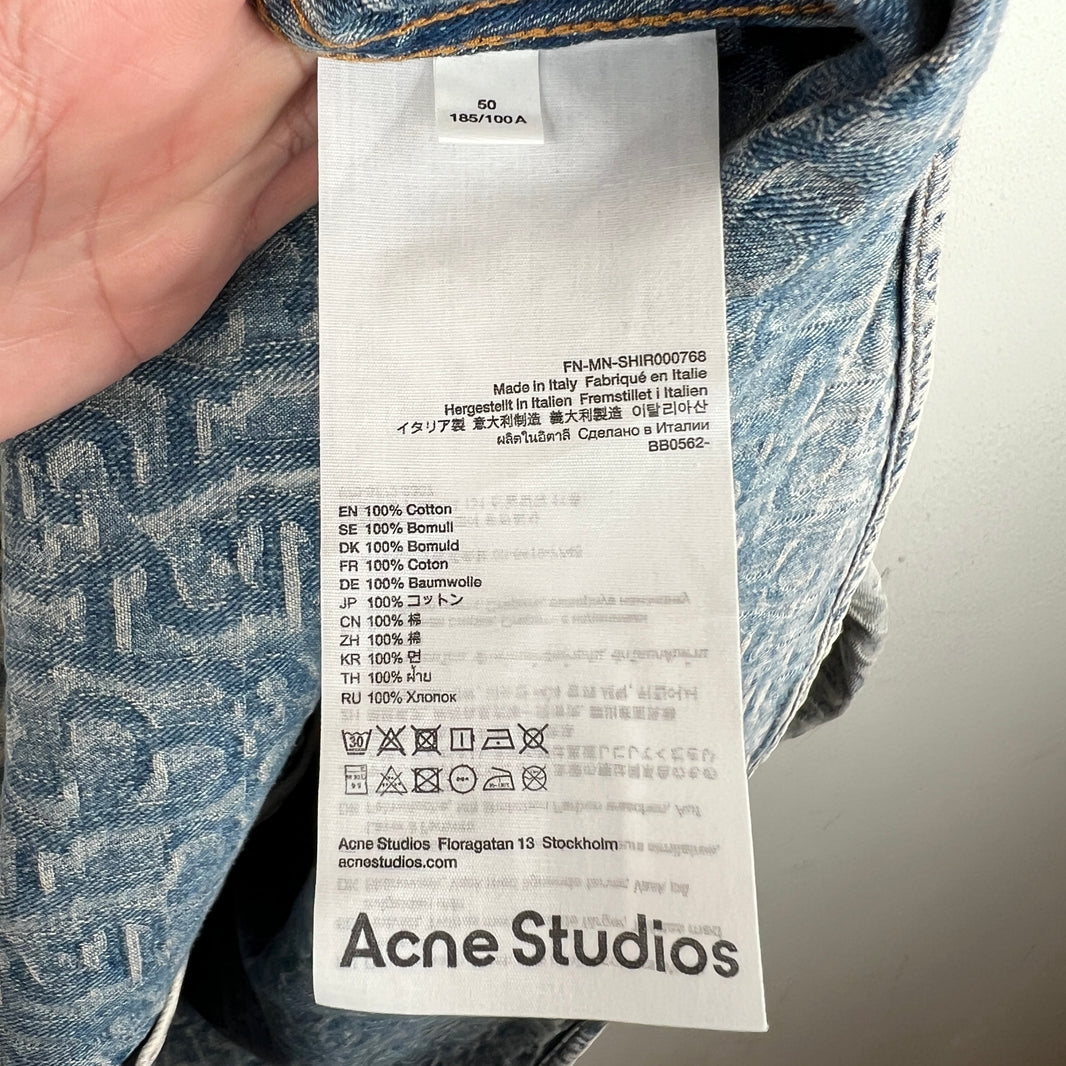 50
185/100A
FN-MN-SHIR000768
Made in Italy Fabriqué en Italie
Hergestellt in Italien Fremstillet i Italien
イタリア製 意大利制造 義大利製造 이탈리아산
ผลิตในอิตาลี Сделано в Италии
BB0562-
EN 100% Cotton
SE 100% Bomull
DK 100% Bomuld
FR 100% Coton
DE 100% Baumwolle
JP 100% コットン
CN 100% 棉
ZH 100% 棉
KR 100% 면
TH 100% ฝ้าย
RU 100% Хлопок
30
Acne Studios Floragatan 13 Stockholm
acnestudios.com
Acne Studios